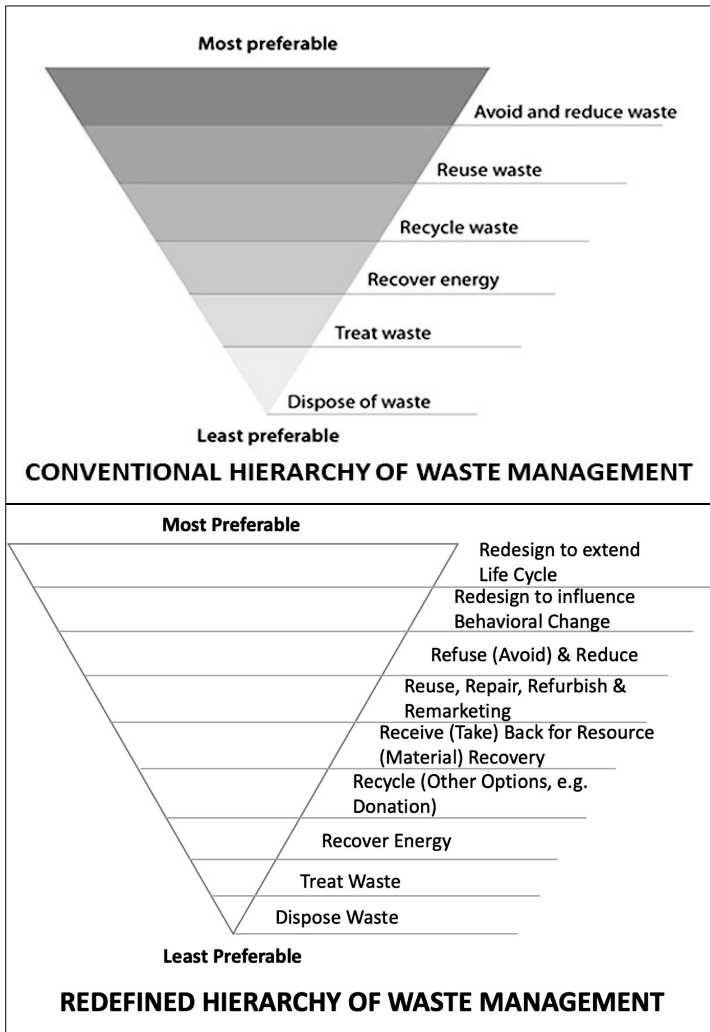 Most preferable
Avoid and reduce waste
Reuse waste
Recycle waste
Recover energy
Treat waste
Dispose of waste
Least preferable
CONVENTIONAL HIERARCHY OF WASTE MANAGEMENT
Most Preferable
Redesign to extend
Life Cycle
Redesign to influence
Behavioral Change
Refuse (Avoid) & Reduce
Reuse, Repair, Refurbish &
Remarketing
Receive (Take) Back for Resource
(Material) Recovery
Recycle (Other Options, e.g.
Donation)
Recover Energy
Treat Waste
Dispose Waste
Least Preferable
REDEFINED HIERARCHY OF WASTE MANAGEMENT